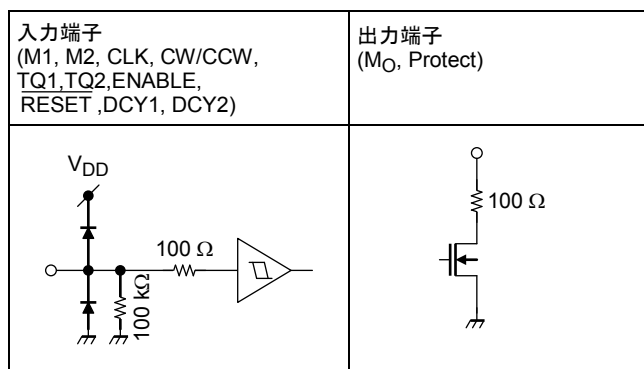 入力端子
(M1, M2, CLK, CW/CCW,
TQ1,TQ2,ENABLE,
RESET ,DCY1, DCY2)
出力端子
(MO, Protect)
VDD
100 Ω
100 kΩ
100 Ω